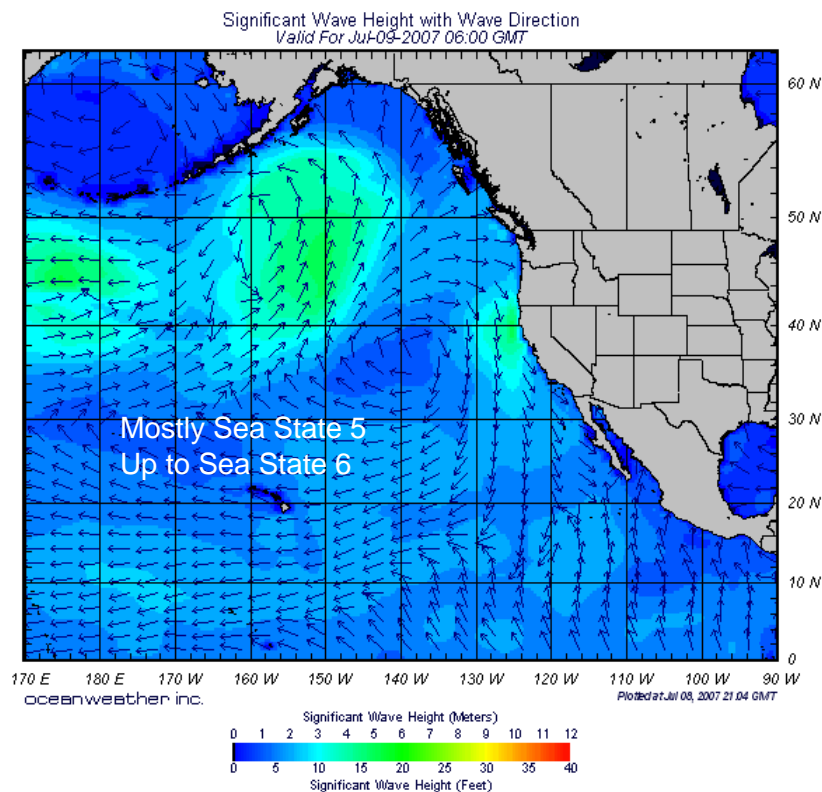 Significant Wave Height with Wave Direction
Valid For Jul-09-2007 06:00 GMT
60 N
50 N
40 N
30 N
20 N
10 N
0
Mostly Sea State 5
Up to Sea State 6
170 E 180 E 170 W 160 W 150 W 140 W 130 W 120 W 110 W 100 W 90 W
oceanweather inc. Plotted at Jul 08, 2007 21:04 GMT
Significant Wave Height (Meters)
0 1 2 3 4 5 6 7 8 9 10 11 12
0 5 10 15 20 25 30 35 40
Significant Wave Height (Feet)